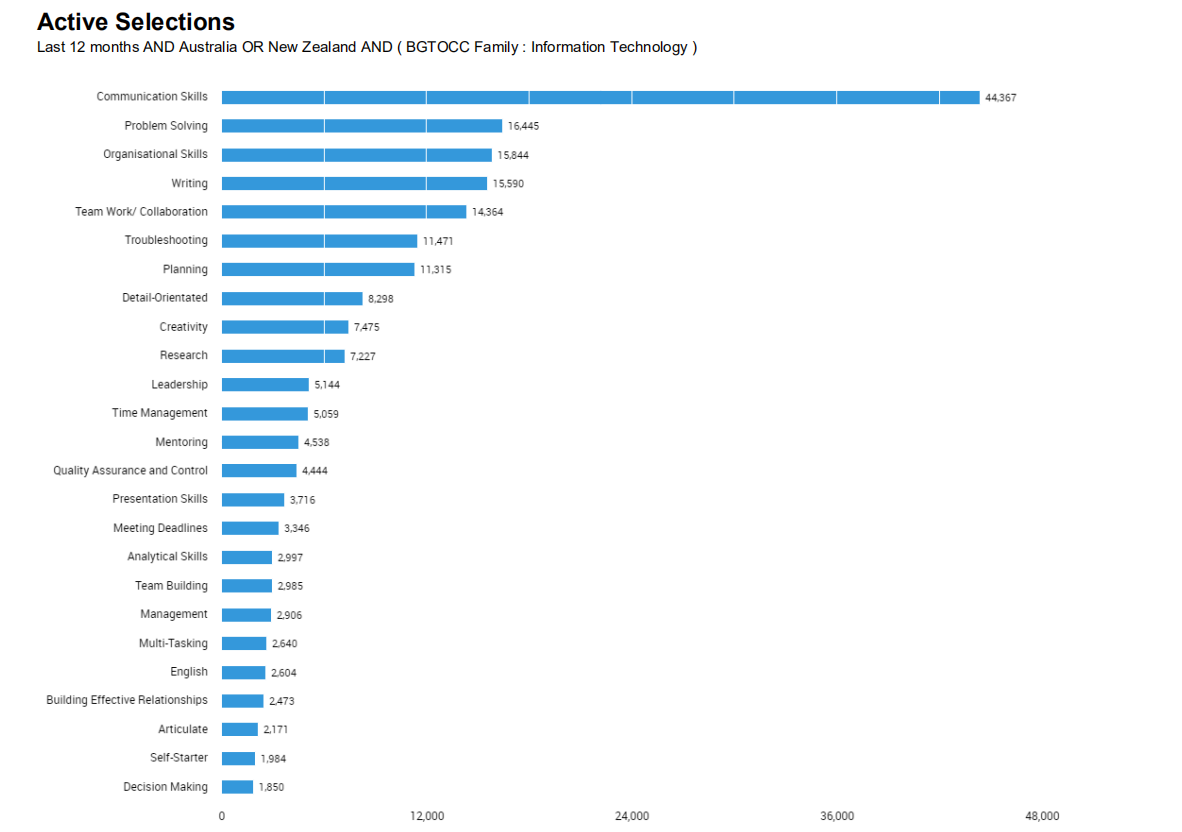 Active Selections
Last 12 months AND Australia OR New Zealand AND ( BGTOCC Family : Information Technology )
Communication Skills 44,367
Problem Solving 16,445
Organisational Skills 15,844
Writing 15,590
Team Work/ Collaboration 14,364
Troubleshooting 11,471
Planning 11,315
Detail-Orientated 8,298
Creativity 7,475
Research 7,227
Leadership 5,144
Time Management 5,059
Mentoring 4,538
Quality Assurance and Control 4,444
Presentation Skills 3,716
Meeting Deadlines 3,346
Analytical Skills 2,997
Team Building 2,985
Management 2,906
Multi-Tasking 2,640
English 2,604
Building Effective Relationships 2,473
Articulate 2,171
Self-Starter 1,984
Decision Making 1,850
0 12,000 24,000 36,000 48,000